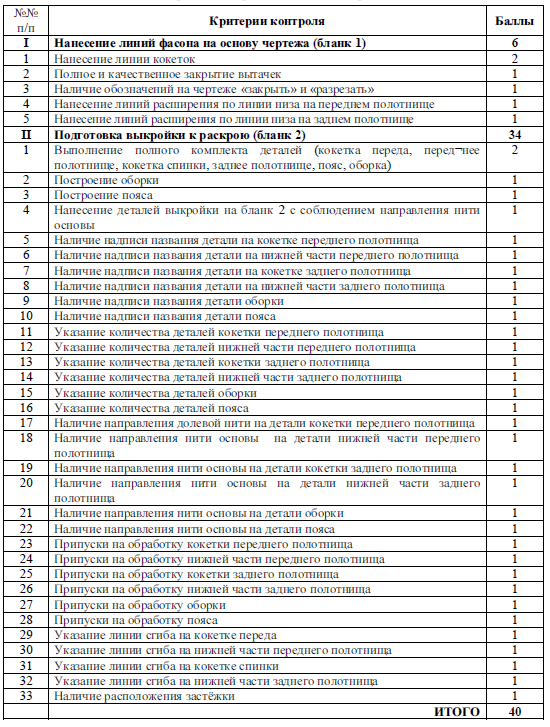 №№ Критерии контроля Баллы
п/п
I Нанесение линий фасона на основу чертежа (бланк 1) 6
1 Нанесение линии кокеток 2
2 Полное и качественное закрытие вытачек 1
3 Наличие обозначений на чертеже «закрыть» и «разрезать» 1
4 Нанесение линий расширения по линии низа на переднем полотнище 1
5 Нанесение линий расширения по линии низа на заднем полотнище 1
II Подготовка выкройки к раскрою (бланк 2) 34
1 Выполнение полного комплекта деталей (кокетка переда, перед¬нее 2
полотнище, кокетка спинки, заднее полотнище, пояс, оборка)
2 Построение оборки 1
3 Построение пояса 1
4 Нанесение деталей выкройки на бланк 2 с соблюдением направления нити 1
основы
5 Наличие надписи названия детали на кокетке переднего полотнища 1
6 Наличие надписи названия детали на нижней части переднего полотнища 1
7 Наличие надписи названия детали на кокетке заднего полотнища 1
8 Наличие надписи названия детали на нижней части заднего полотнища 1
9 Наличие надписи названия детали оборки 1
10 Наличие надписи названия детали пояса 1
11 Указание количества деталей кокетки переднего полотнища 1
12 Указание количества деталей нижней части переднего полотнища 1
13 Указание количества деталей кокетки заднего полотнища 1
14 Указание количества деталей нижней части заднего полотнища 1
15 Указание количества деталей оборки 1
16 Указание количества деталей пояса 1
17 Наличие направления долевой нити на детали кокетки переднего полотнища 1
18 Наличие направления нити основы на детали нижней части переднего 1
полотнища
19 Наличие направления нити основы на детали кокетки заднего полотнища 1
20 Наличие направления нити основы на детали нижней части заднего 1
полотнища
21 Наличие направления нити основы на детали оборки 1
22 Наличие направления нити основы на детали пояса 1
23 Припуски на обработку кокетки переднего полотнища 1
24 Припуски на обработку нижней части переднего полотнища 1
25 Припуски на обработку кокетки заднего полотнища 1
26 Припуски на обработку нижней части заднего полотнища 1
27 Припуски на обработку оборки 1
28 Припуски на обработку пояса 1
29 Указание линии сгиба на кокетке переда 1
30 Указание линии сгиба на нижней части переднего полотнища 1
31 Указание линии сгиба на кокетке спинки 1
32 Указание линии сгиба на нижней части заднего полотнища 1
33 Наличие расположения застёжки 1
ИТОГО 40